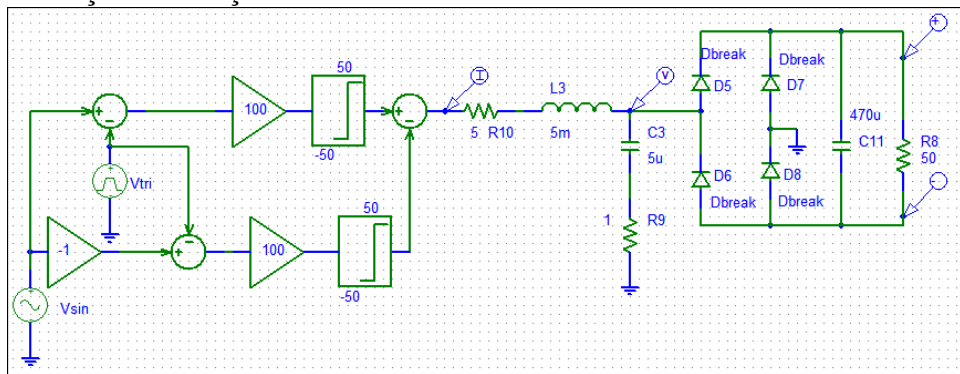 50
100
-50
Vtri
-1
Vsin
50
100
-50
I
5 R10
L3
5m
V
C3
5u
1 R9
Dbreak
D5
Dbreak
D7
D6
Dbreak
D8
Dbreak
470u
C11
R8
50